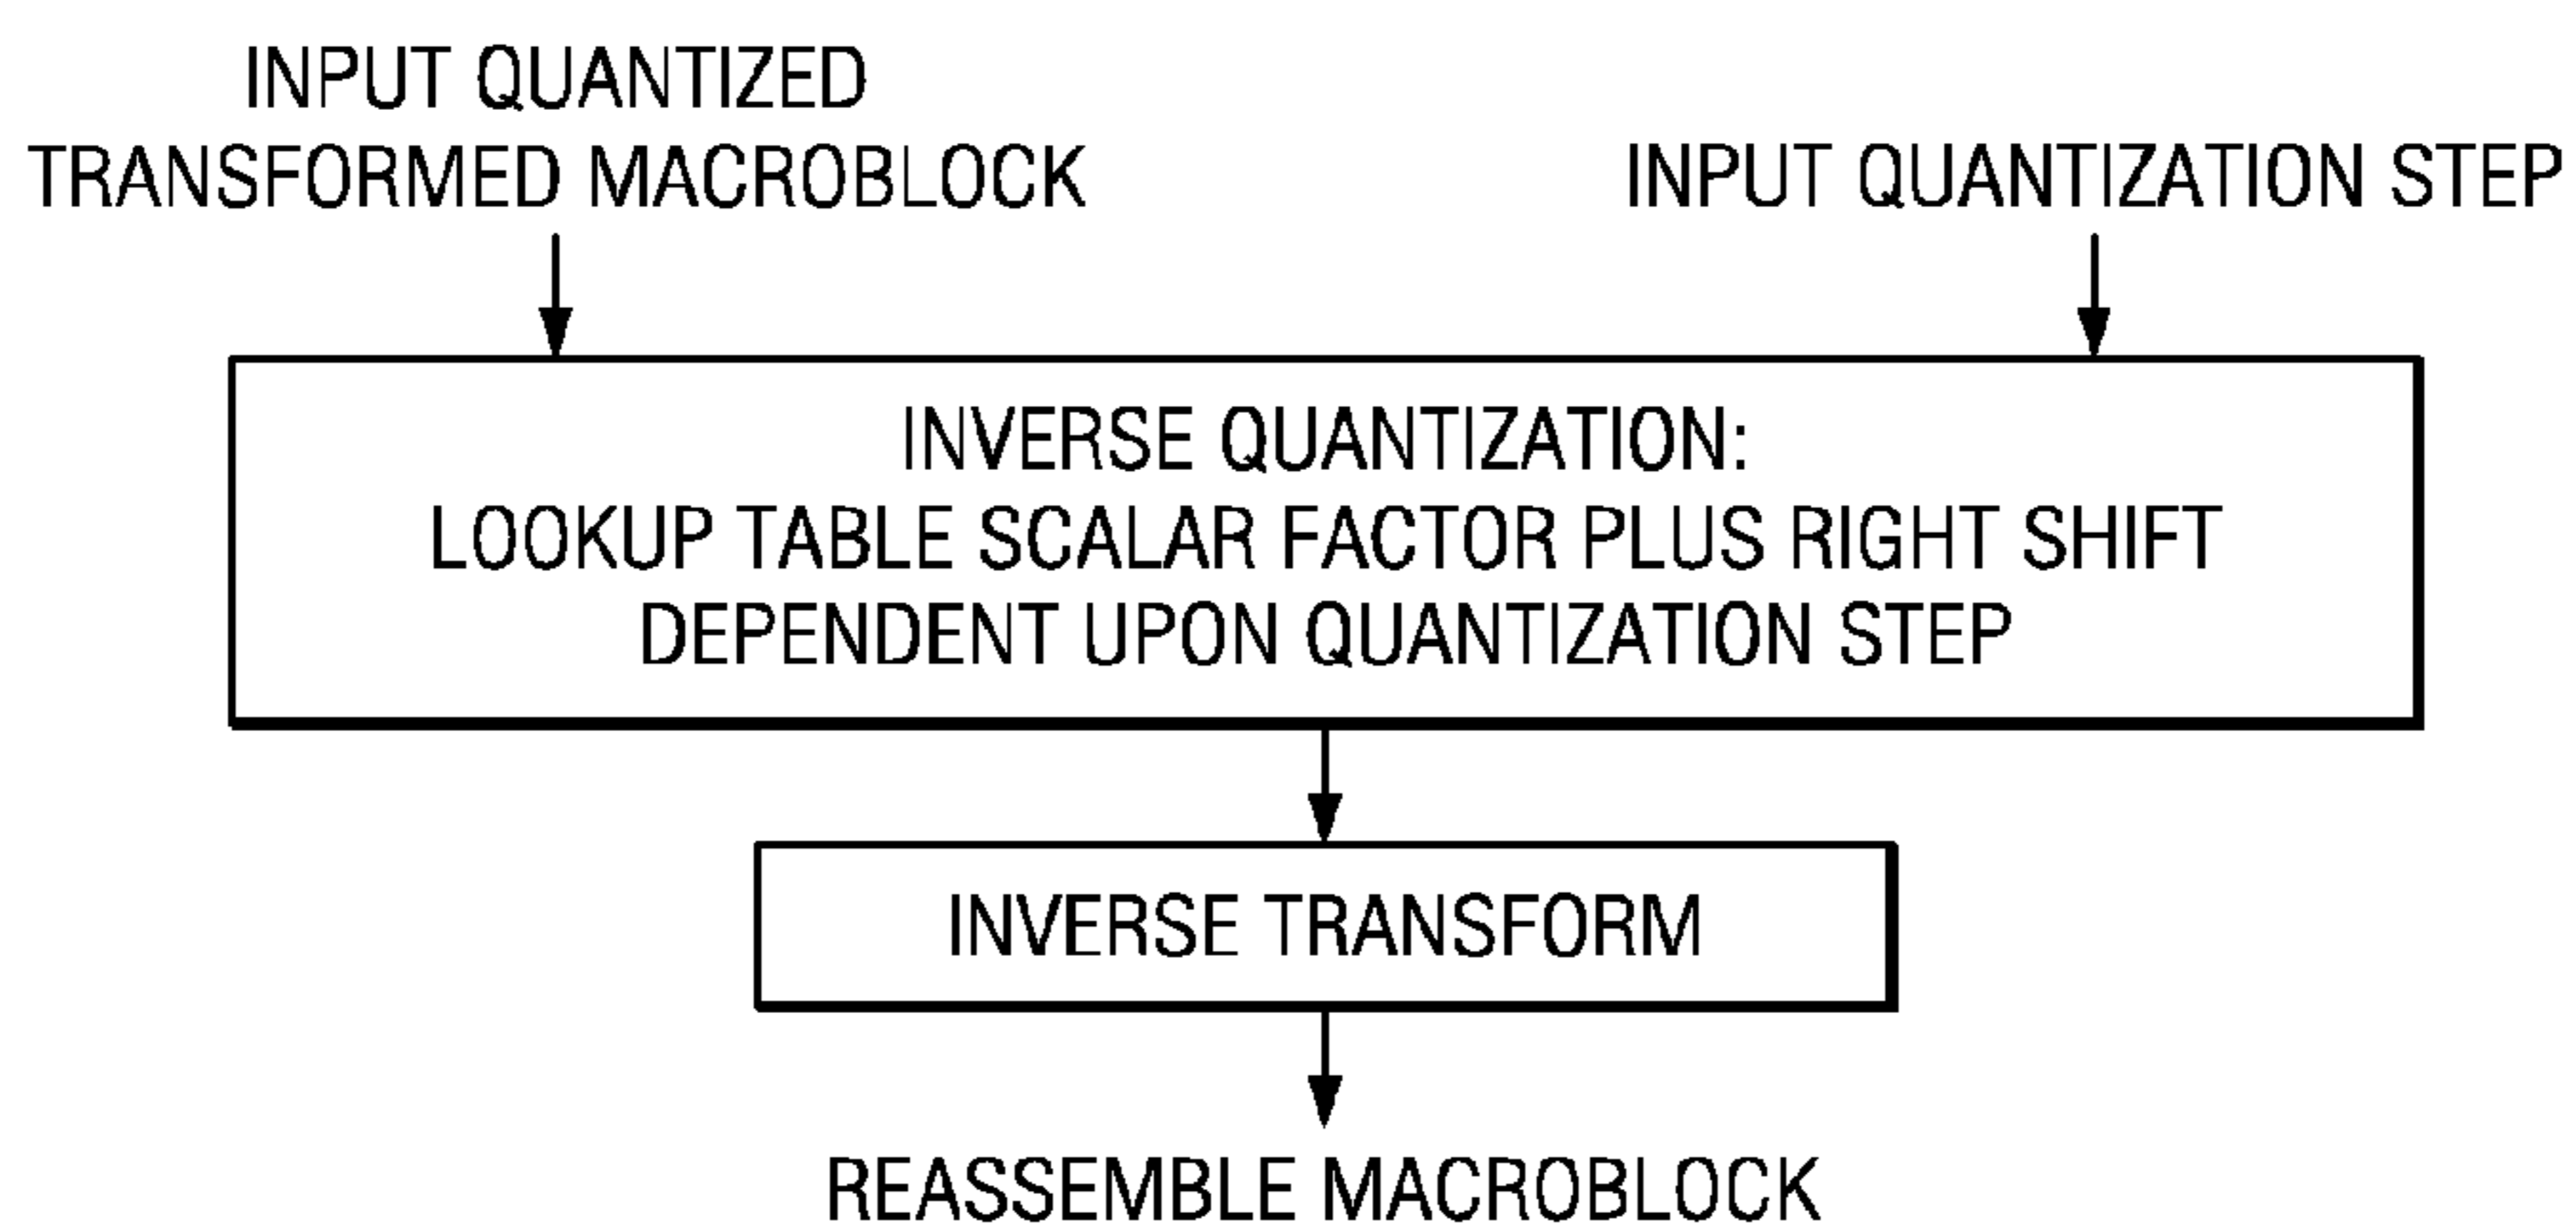 INPUT QUANTIZED
TRANSFORMED MACROBLOCK
INPUT QUANTIZATION STEP
INVERSE QUANTIZATION:
LOOKUP TABLE SCALAR FACTOR PLUS RIGHT SHIFT
DEPENDENT UPON QUANTIZATION STEP
INVERSE TRANSFORM
REASSEMBLE MACROBLOCK